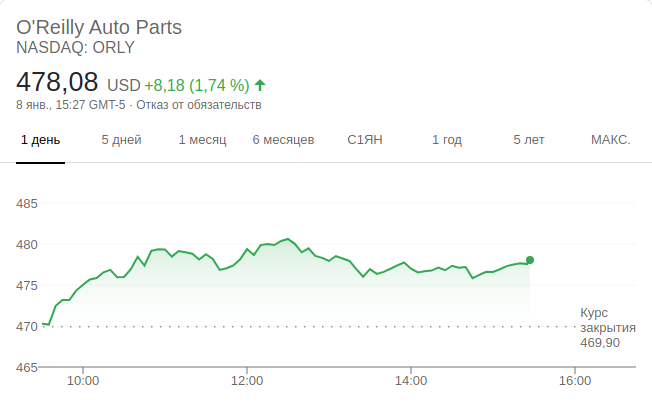 O'Reilly Auto Parts
NASDAQ: ORLY
478,08 USD +8,18 (1,74 %)
8 янв., 15:27 GMT-5 · Отказ от обязательств
1 день 5 дней 1 месяц 6 месяцев С1ЯН 1 год 5 лет МАКС.
485
480
475
470
465
Курс
закрытия
469,90
10:00 12:00 14:00 16:00